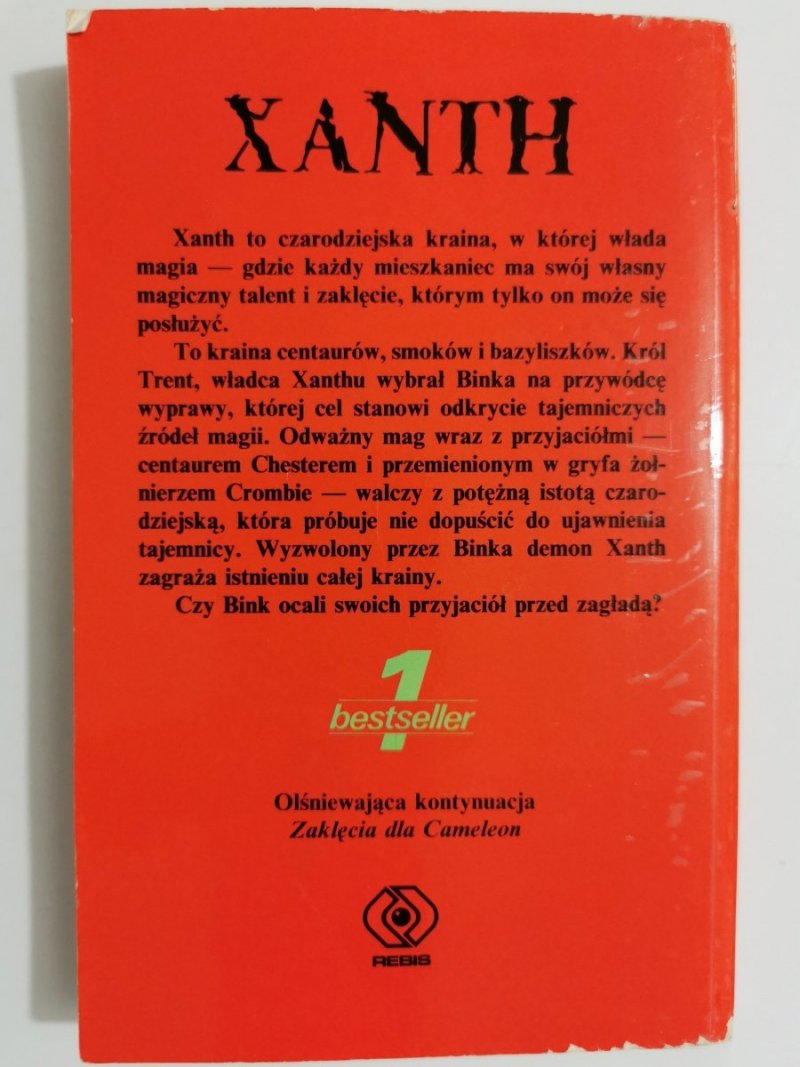 XANTH
Xanth to czarodziejska kraina, w której włada
magia — gdzie każdy mieszkaniec ma swój własny
magiczny talent i zaklęcie, którym tylko on może się
posłużyć.
To kraina centaurów, smoków i bazyliszków. Król
Trent, władca Xanthu wybrał Binka na przywódcę
wyprawy, której cel stanowi odkrycie tajemniczych
źródeł magii. Odważny mag wraz z przyjaciółmi —
centaurem Chesterem i przemienionym w gryfa żoł-
nierzem Crombie — walczy z potężną istotą czaro-
dziejską, która próbuje nie dopuścić do ujawnienia
tajemnicy. Wyzwolony przez Binka demon Xanth
zagraża istnieniu całej krainy.
Czy Bink ocali swoich przyjaciół przed zagładą?
1
bestseller
Olśniewająca kontynuacja
Zaklęcia dla Cameleon
REBIS